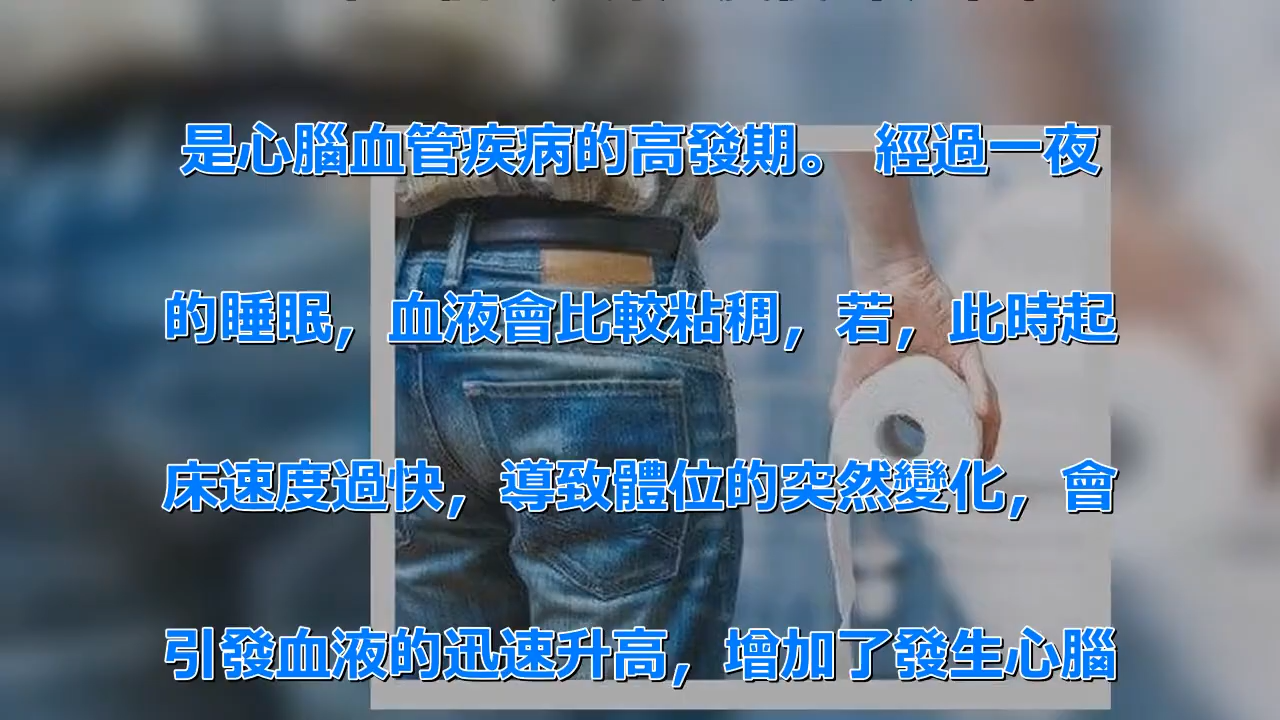 是心腦血管疾病的高發期。 經過一夜
的睡眠，血液會比較粘稠，若，此時起
床速度過快，導致體位的突然變化，會
引發血液的迅速升高，增加了發生心腦